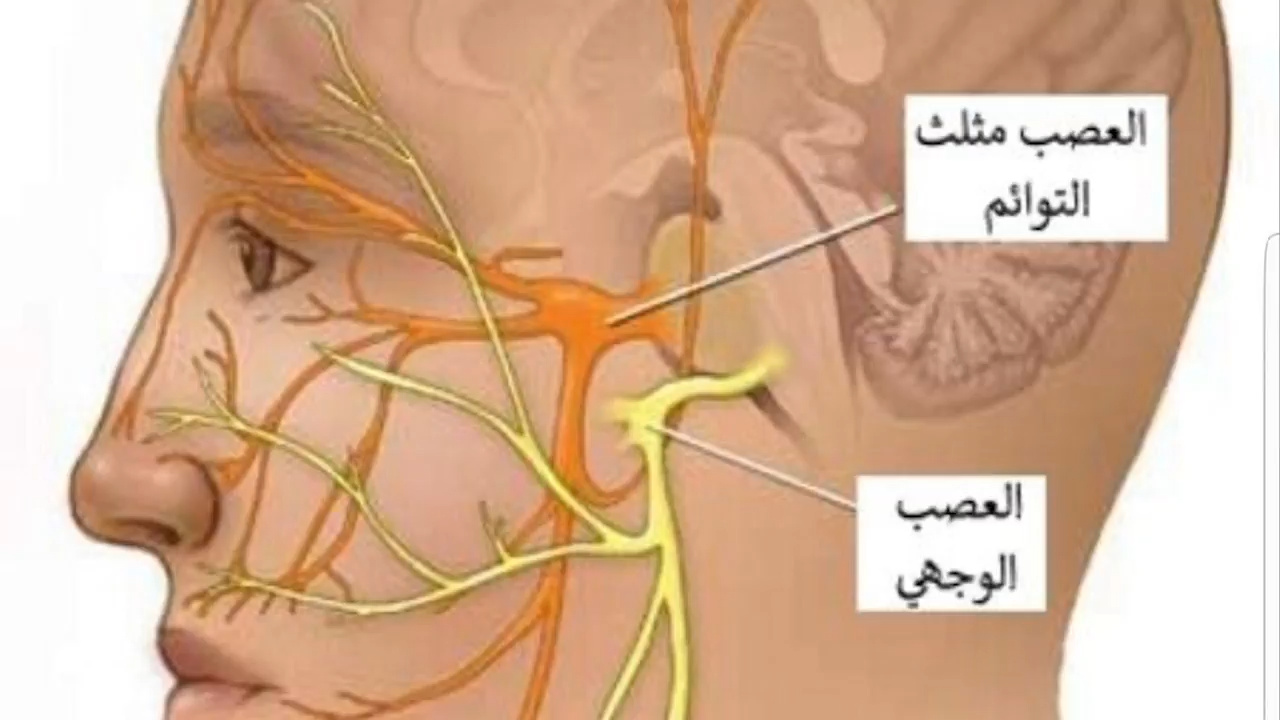 العصب مثلث
التوائم
العصب
الوجهي